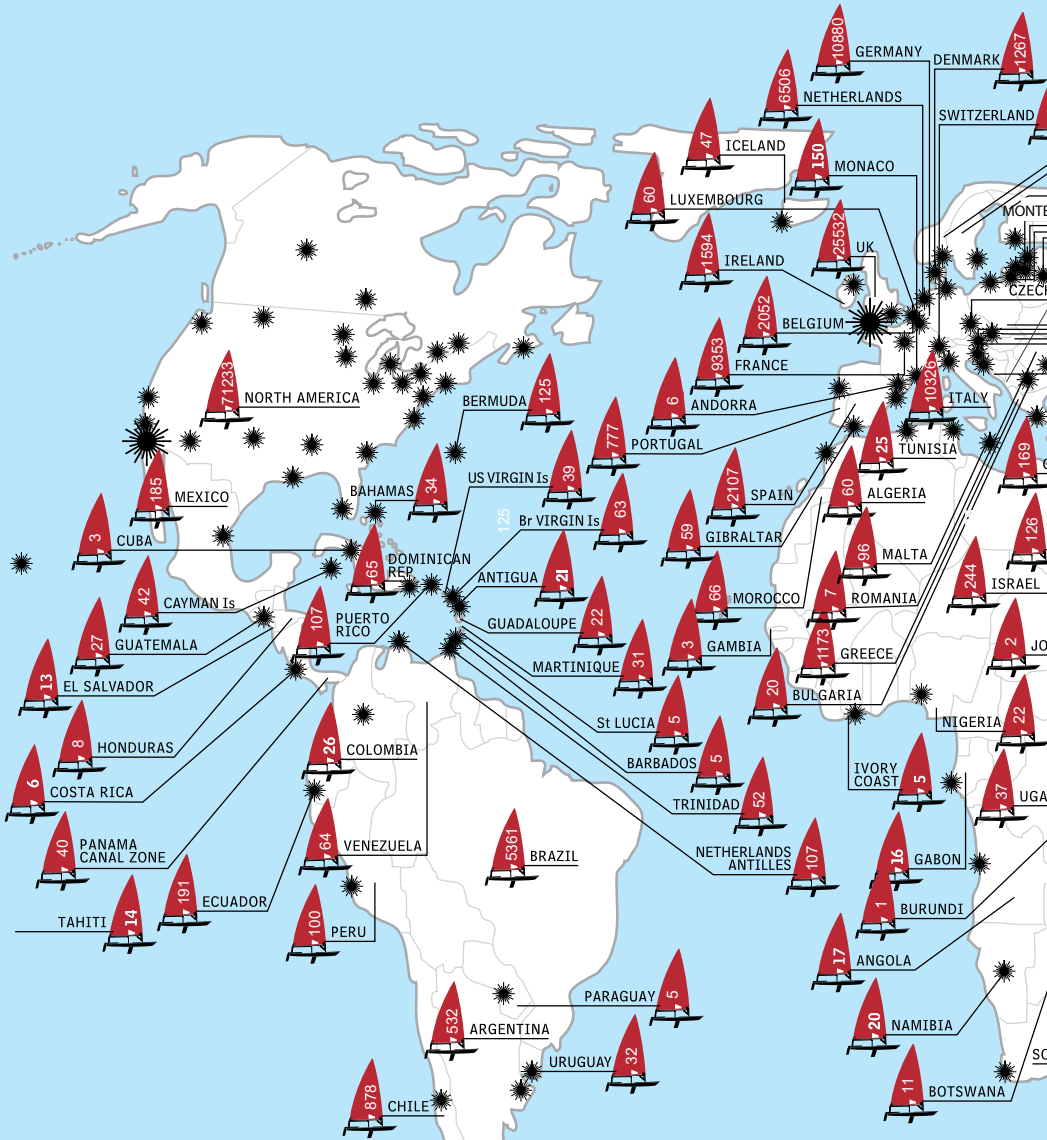 10880
GERMANY
1267
DENMARK
6506
NETHERLANDS
SWITZERLAND
47
ICELAND
150
MONACO
60
LUXEMBOURG
MONTE
1594
IRELAND
25532
UK
CZECH
2052
BELGIUM
9353
FRANCE
71233
NORTH AMERICA
125
BERMUDA
6
ANDORRA
10326
ITALY
777
PORTUGAL
25
TUNISIA
169
185
MEXICO
34
BAHAMAS
39
US VIRGIN Is
2107
SPAIN
60
ALGERIA
125
63
Br VIRGIN Is
3
CUBA
59
GIBRALTAR
126
65
DOMINICAN
REP.
96
MALTA
42
CAYMAN Is
21
ANTIGUA
66
MOROCCO
7
ROMANIA
244
ISRAEL
107
PUERTO
RICO
22
GUADALOUPE
27
GUATEMALA
3
GAMBIA
1173
GREECE
2
JO
13
EL SALVADOR
31
MARTINIQUE
20
BULGARIA
5
St LUCIA
22
NIGERIA
8
HONDURAS
26
COLOMBIA
5
BARBADOS
5
IVORY
COAST
37
UGA
6
COSTA RICA
52
TRINIDAD
40
PANAMA
CANAL ZONE
64
VENEZUELA
5361
BRAZIL
107
NETHERLANDS
ANTILLES
16
GABON
191
ECUADOR
1
BURUNDI
14
TAHITI
100
PERU
17
ANGOLA
5
PARAGUAY
532
ARGENTINA
20
NAMIBIA
32
URUGUAY
SO
11
BOTSWANA
878
CHILE